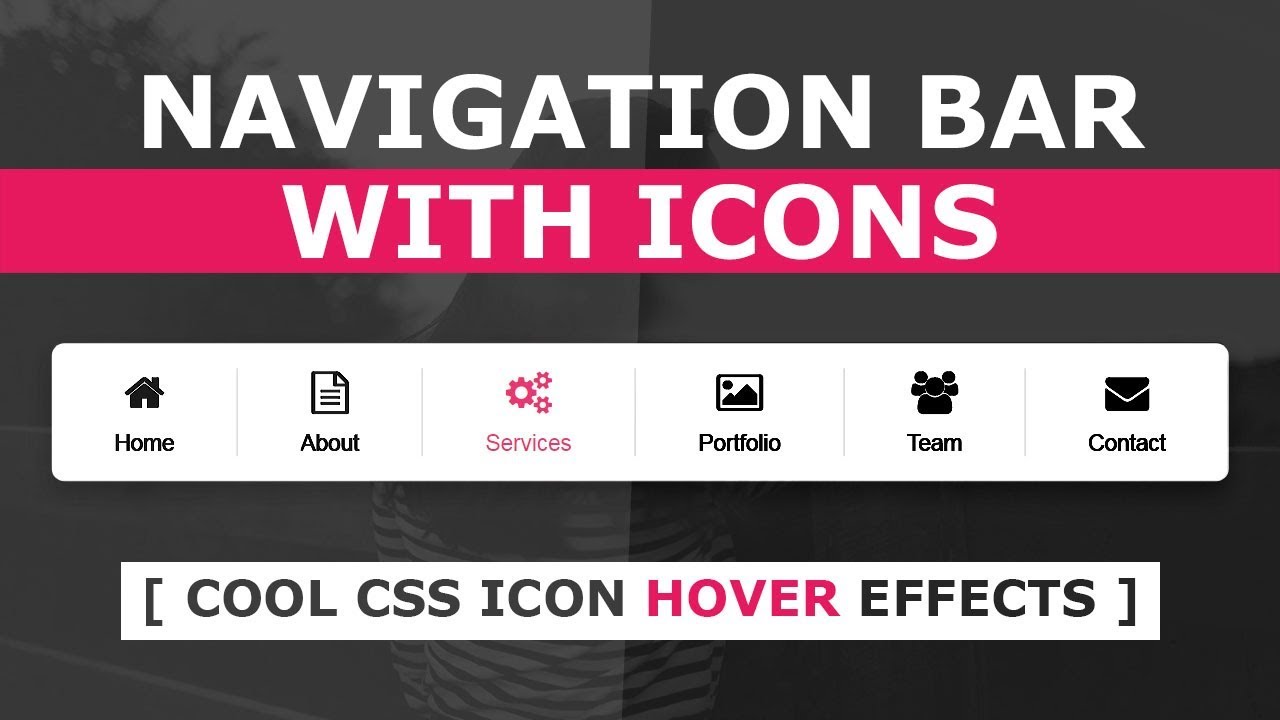 NAVIGATION BAR
WITH ICONS
Home About Services Portfolio Team Contact
[ COOL CSS ICON HOVER EFFECTS ]